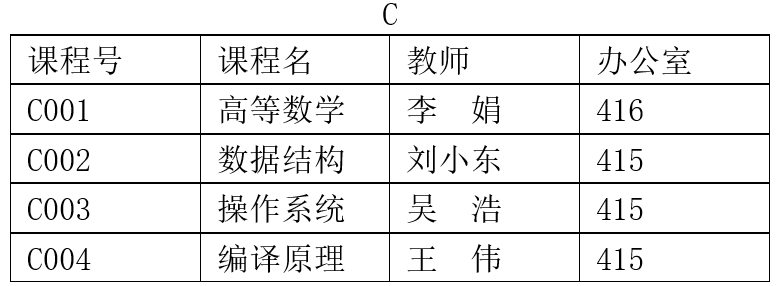 C
课程号 课程名 教师 办公室
C001 高等数学 李　娟 416
C002 数据结构 刘小东 415
C003 操作系统 吴　浩 415
C004 编译原理 王　伟 415